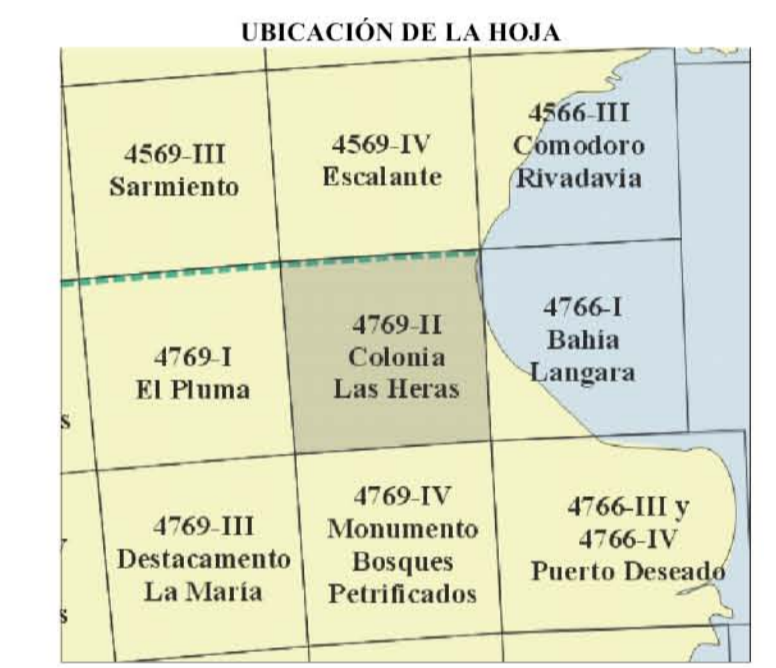 UBICACIÓN DE LA HOJA
4569-III
Sarmiento
4569-IV
Escalante
4566-III
Comodoro
Rivadavia
4769-I
El Pluma
4769-II
Colonia
Las Heras
4766-I
Bahía
Langara
s
4769-III
Destacamento
La María
4769-IV
Monumento
Bosques
Petrificados
4766-III y
4766-IV
Puerto Deseado
s